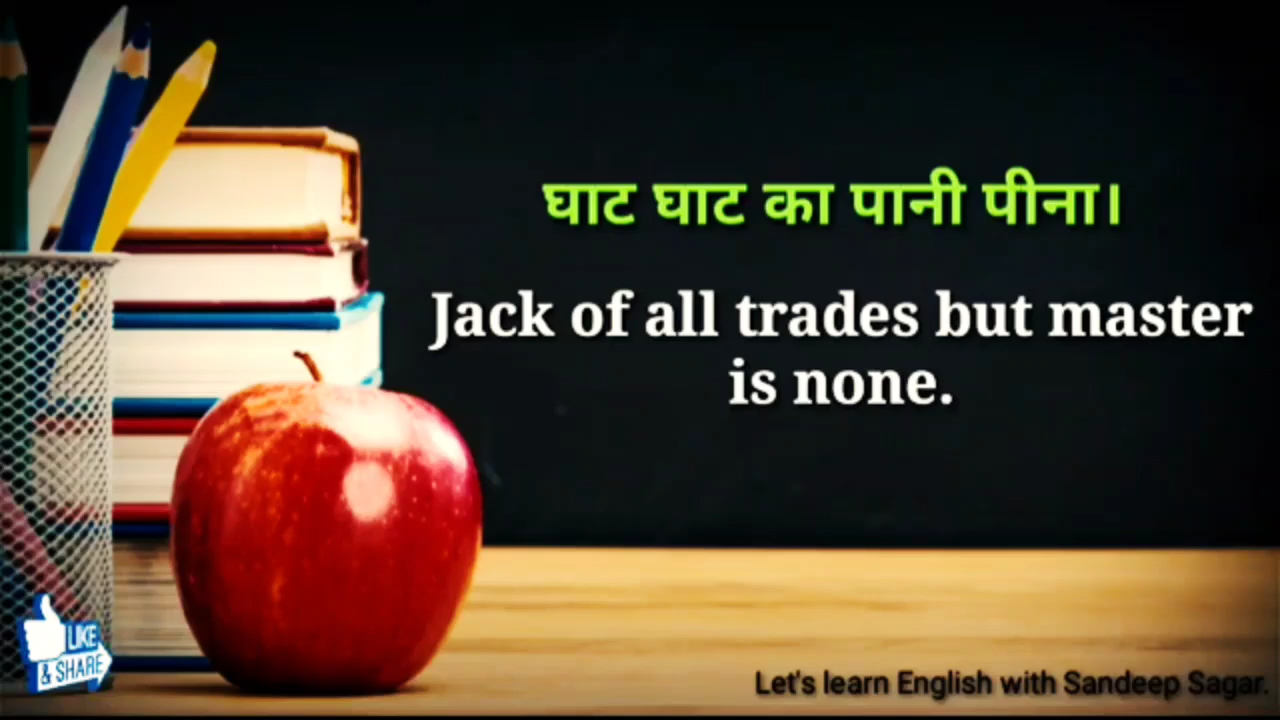 घाट घाट का पानी पीना।
Jack of all trades but master
is none.
LIKE
& SHARE
Let's learn English with Sandeep Sagar.